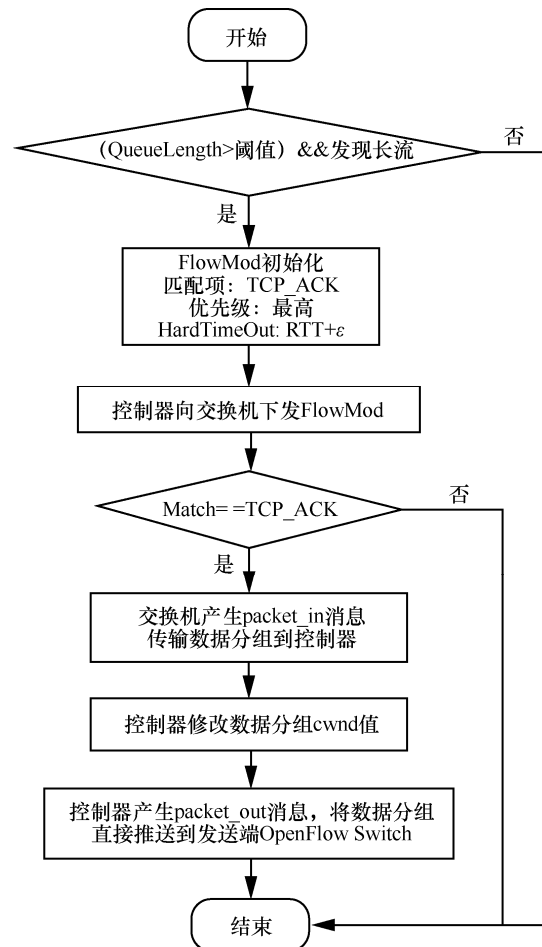 开始
（QueueLength>阈值）&&发现长流
否
是
FlowMod初始化
匹配项：TCP_ACK
优先级：最高
HardTimeOut: RTT+ε
控制器向交换机下发FlowMod
Match= =TCP_ACK
否
是
交换机产生packet_in消息
传输数据分组到控制器
控制器修改数据分组cwnd值
控制器产生packet_out消息，将数据分组
直接推送到发送端OpenFlow Switch
结束